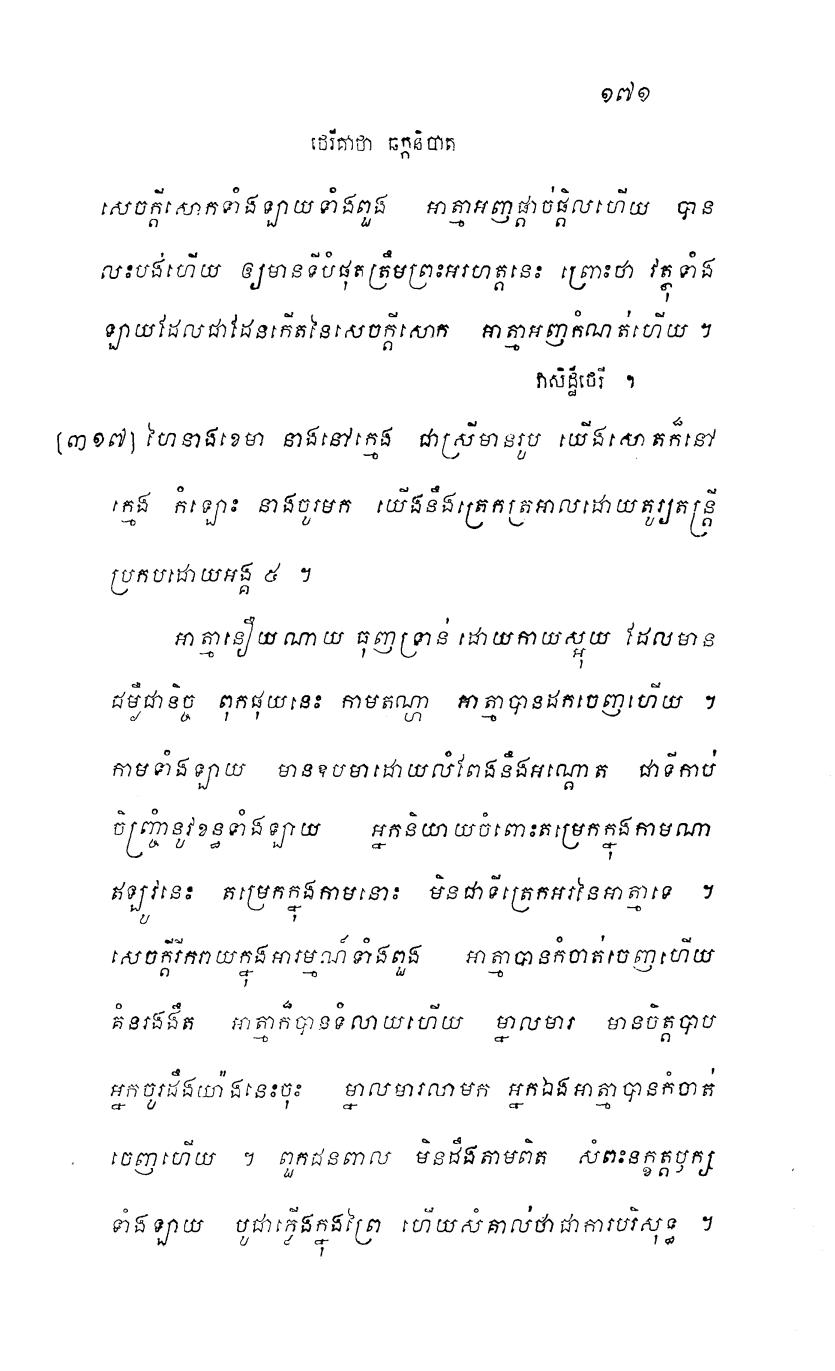 ១៧១
ថេរីគាថា ឆក្កនិបាត
សេចក្តីសោកទាំងឡាយទាំងពួង អាត្មាអញផ្តាច់ផ្តិលហើយ បាន
លះបង់ហើយ ឲ្យមានទីបំផុតត្រឹមព្រះអរហត្តនេះ ព្រោះថា វត្ថុទាំង
ឡាយដែលជាដែនកើតនៃសេចក្តីសោក អាត្មាអញកំណត់ហើយ ។
វាសិដ្ឋីថេរី ។
[៣១៧] ហៃនាងខេមា នាងនៅក្មេង ជាស្រីមានរូប យើងសោតក៏នៅ
ក្មេង កំឡោះ នាងចូរមក យើងនឹងត្រេកត្រអាលដោយតូរ្យតន្ត្រី
ប្រកបដោយអង្គ ៥ ។
អាត្មានឿយណាយ ធុញទ្រាន់ ដោយកាយស្អុយ ដែលមាន
ជម្ងឺជានិច្ច ពុកផុយនេះ កាមតណ្ហា អាត្មាបានដកចេញហើយ ។
កាមទាំងឡាយ មានឧបមាដោយលំពែងនឹងអណ្តោត ជាទីកាប់
ចិញ្ច្រាំនូវខន្ធទាំងឡាយ អ្នកនិយាយចំពោះតម្រេកក្នុងកាមណា
ឥឡូវនេះ តម្រេកក្នុងកាមនោះ មិនជាទីត្រេកអរនៃអាត្មាទេ ។
សេចក្តីរីករាយក្នុងអារម្មណ៍ទាំងពួង អាត្មាបានកំចាត់ចេញហើយ
គំនរងងឹត អាត្មាក៏បានទំលាយហើយ ម្នាលមារ មានចិត្តបាប
អ្នកចូរដឹងយ៉ាងនេះចុះ ម្នាលមារលាមក អ្នកឯងអាត្មាបានកំចាត់
ចេញហើយ ។ ពួកជនពាល មិនដឹងតាមពិត សំពះនក្ខត្តឫក្ស
ទាំងឡាយ បូជាភ្លើងក្នុងព្រៃ ហើយសំគាល់ថាជាការបរិសុទ្ធ ។